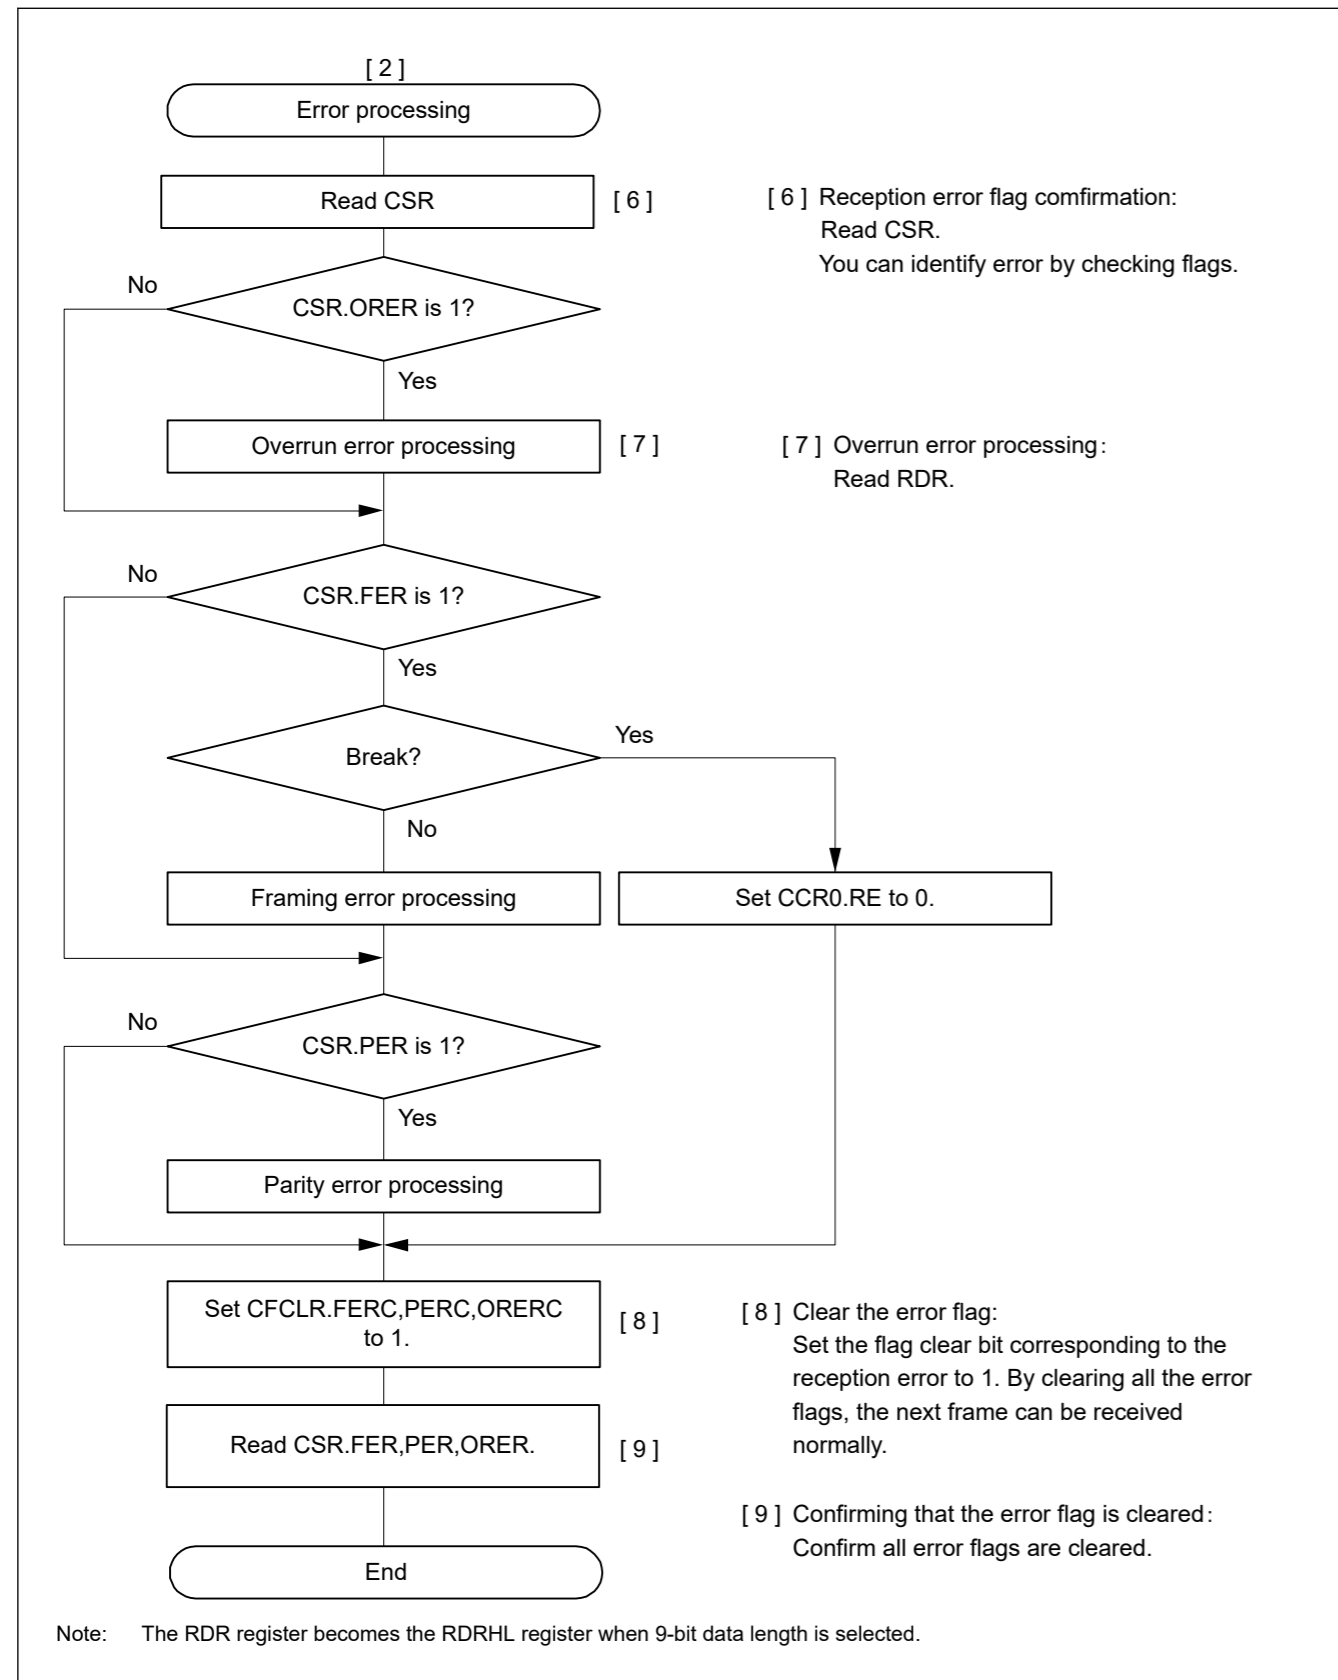 [ 2 ]
Error processing
Read CSR
[ 6 ]
[ 6 ] Reception error flag comfirmation:
Read CSR.
You can identify error by checking flags.
No
CSR.ORER is 1?
Yes
Overrun error processing
[ 7 ]
[ 7 ] Overrun error processing:
Read RDR.
No
CSR.FER is 1?
Yes
Break?
Yes
No
Framing error processing
Set CCR0.RE to 0.
No
CSR.PER is 1?
Yes
Parity error processing
Set CFCLR.FERC,PERC,ORERC
to 1.
[ 8 ]
[ 8 ] Clear the error flag:
Set the flag clear bit corresponding to the
reception error to 1. By clearing all the error
flags, the next frame can be received
normally.
Read CSR.FER,PER,ORER.
[ 9 ]
[ 9 ] Confirming that the error flag is cleared:
Confirm all error flags are cleared.
End
Note: The RDR register becomes the RDRHL register when 9-bit data length is selected.